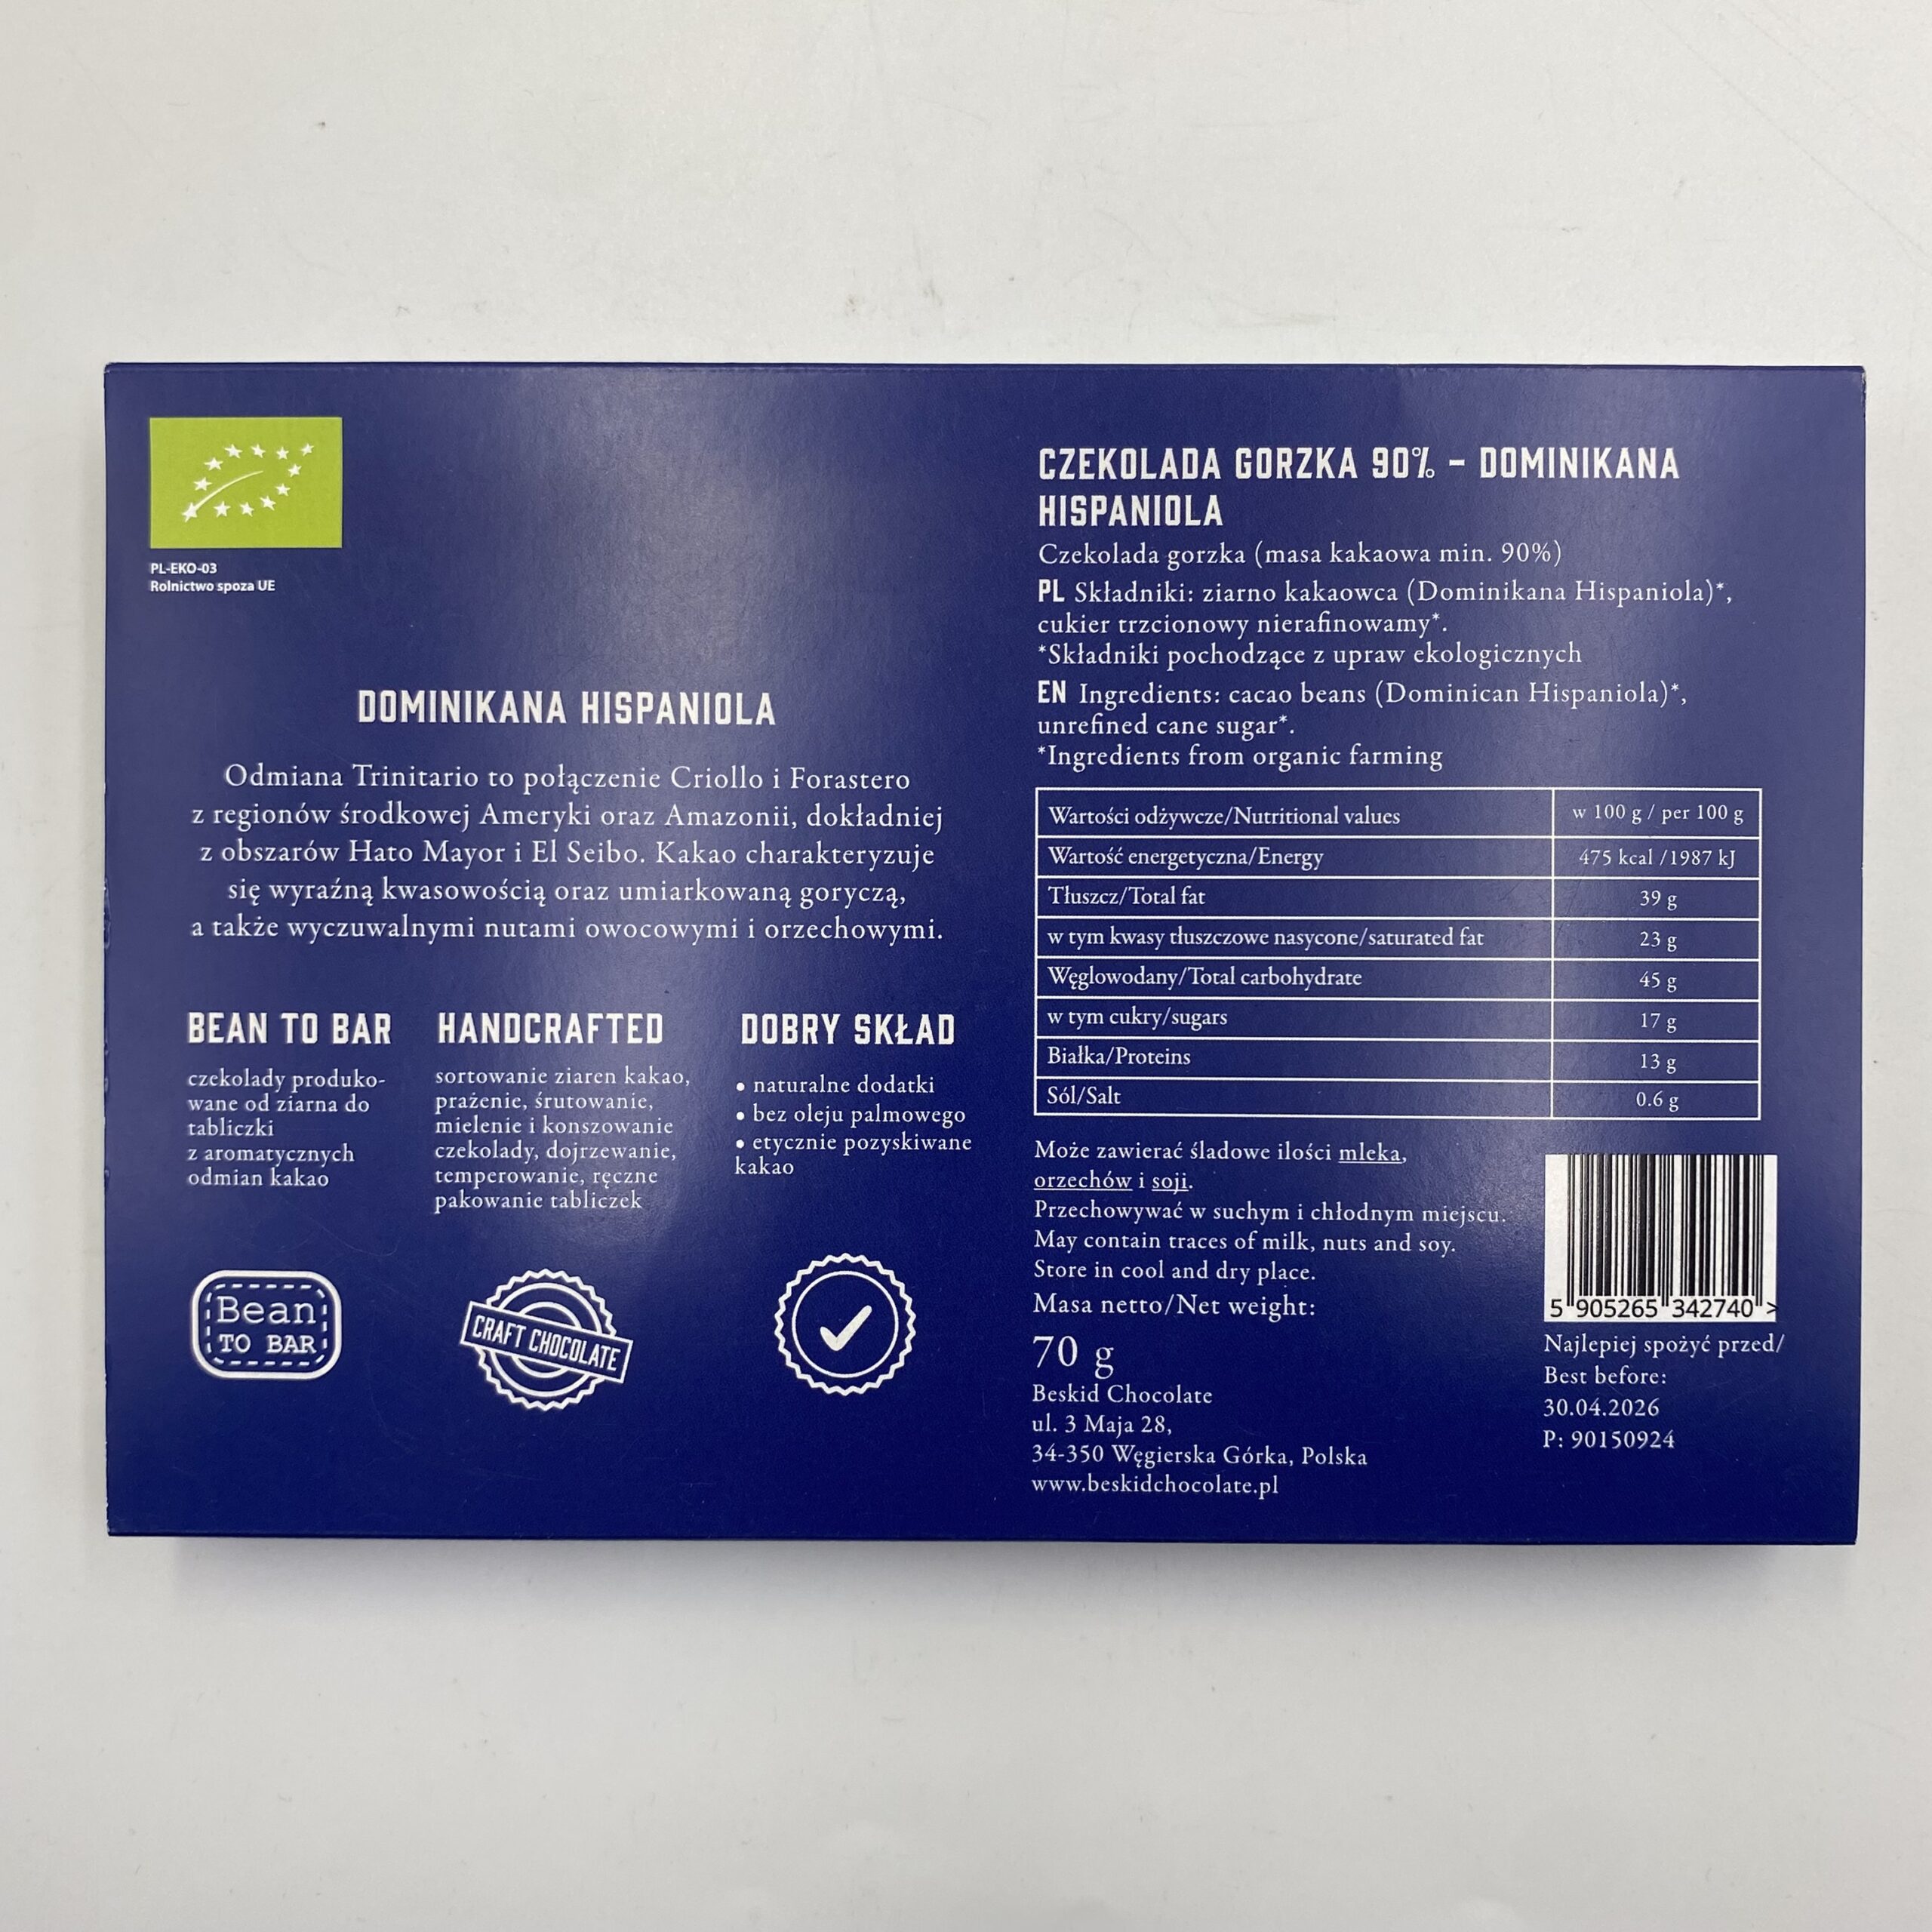 PL-EKO-03
Rolnictwo spoza UE
DOMINIKANA HISPANIOLA
Odmiana Trinitario to połączenie Criollo i Forastero
z regionów środkowej Ameryki oraz Amazonii, dokładniej
z obszarów Hato Mayor i El Seibo. Kakao charakteryzuje
się wyraźną kwasowością oraz umiarkowaną goryczą,
a także wyczuwalnymi nutami owocowymi i orzechowymi.
BEAN TO BAR
czekolady produko-
wane od ziarna do
tabliczki
z aromatycznych
odmian kakao
HANDCRAFTED
sortowanie ziaren kakao,
prażenie, śrutowanie,
mielenie i konszowanie
czekolady, dojrzewanie,
temperowanie, ręczne
pakowanie tabliczek
DOBRY SKŁAD
• naturalne dodatki
• bez oleju palmowego
• etycznie pozyskiwane
kakao
Bean
TO BAR
CRAFT CHOCOLATE
CZEKOLADA GORZKA 90% – DOMINIKANA
HISPANIOLA
Czekolada gorzka (masa kakaowa min. 90%)
PL Składniki: ziarno kakaowca (Dominikana Hispaniola)*,
cukier trzcionowy nierafinowamy*.
*Składniki pochodzące z upraw ekologicznych
EN Ingredients: cacao beans (Dominican Hispaniola)*,
unrefined cane sugar*.
*Ingredients from organic farming
Wartości odżywcze/Nutritional values w 100 g / per 100 g
Wartość energetyczna/Energy 475 kcal /1987 kJ
Tłuszcz/Total fat 39 g
w tym kwasy tłuszczowe nasycone/saturated fat 23 g
Węglowodany/Total carbohydrate 45 g
w tym cukry/sugars 17 g
Białka/Proteins 13 g
Sól/Salt 0.6 g
Może zawierać śladowe ilości mleka,
orzechów i soji.
Przechowywać w suchym i chłodnym miejscu.
May contain traces of milk, nuts and soy.
Store in cool and dry place.
Masa netto/Net weight:
70 g
Beskid Chocolate
ul. 3 Maja 28,
34-350 Węgierska Górka, Polska
www.beskidchocolate.pl
5 905265 342740 >
Najlepiej spożyć przed/
Best before:
30.04.2026
P: 90150924